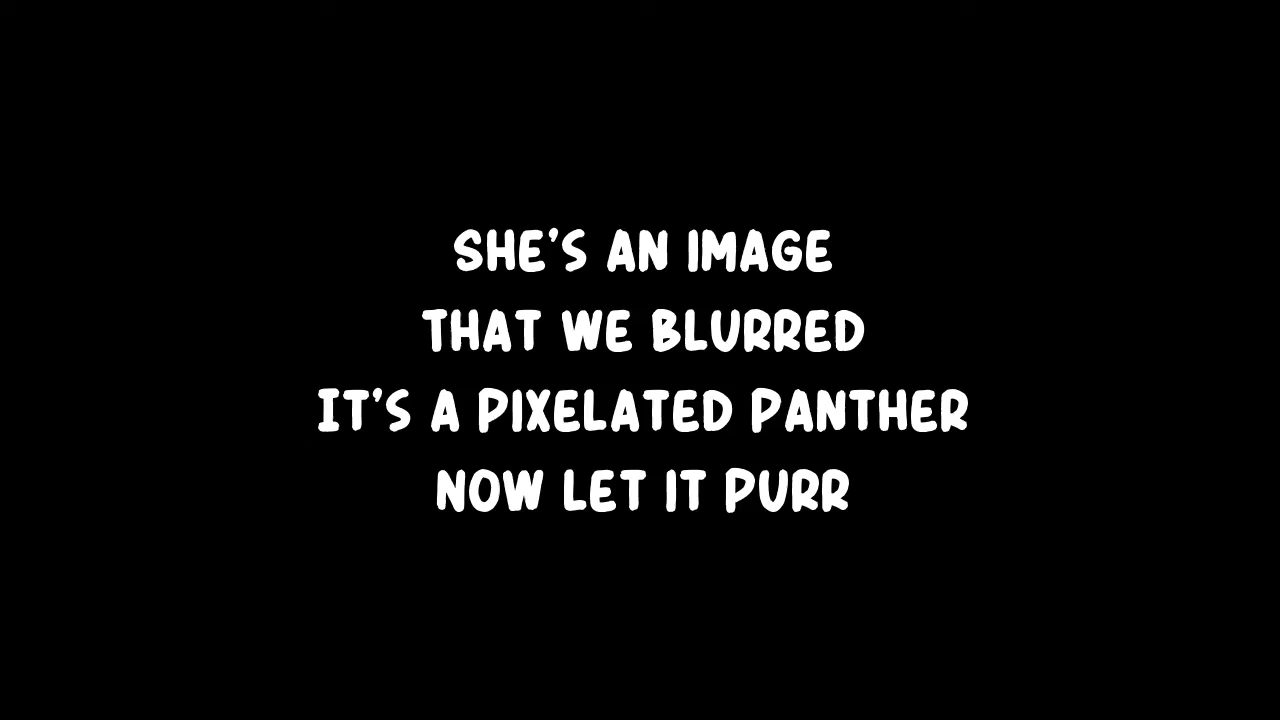 SHE'S AN IMAGE
THAT WE BLURRED
IT'S A PIXELATED PANTHER
NOW LET IT PURR